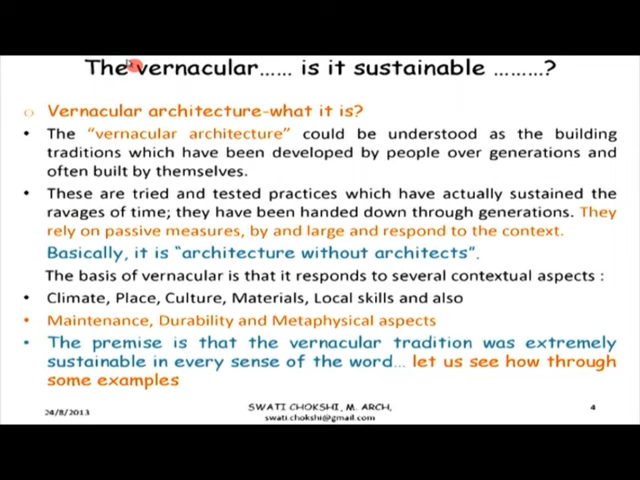 The vernacular...... is it sustainable .........?
Vernacular architecture-what it is?
The "vernacular architecture" could be understood as the building
traditions which have been developed by people over generations and
often built by themselves.
These are tried and tested practices which have actually sustained the
ravages of time; they have been handed down through generations. They
rely on passive measures, by and large and respond to the context.
Basically, it is "architecture without architects".
The basis of vernacular is that it responds to several contextual aspects :
Climate, Place, Culture, Materials, Local skills and also
Maintenance, Durability and Metaphysical aspects
The premise is that the vernacular tradition was extremely
sustainable in every sense of the word... let us see how through
some examples
24/8/2013
SWATI CHOKSHI, M. ARCH,
swati.chokshi@gmail.com
4